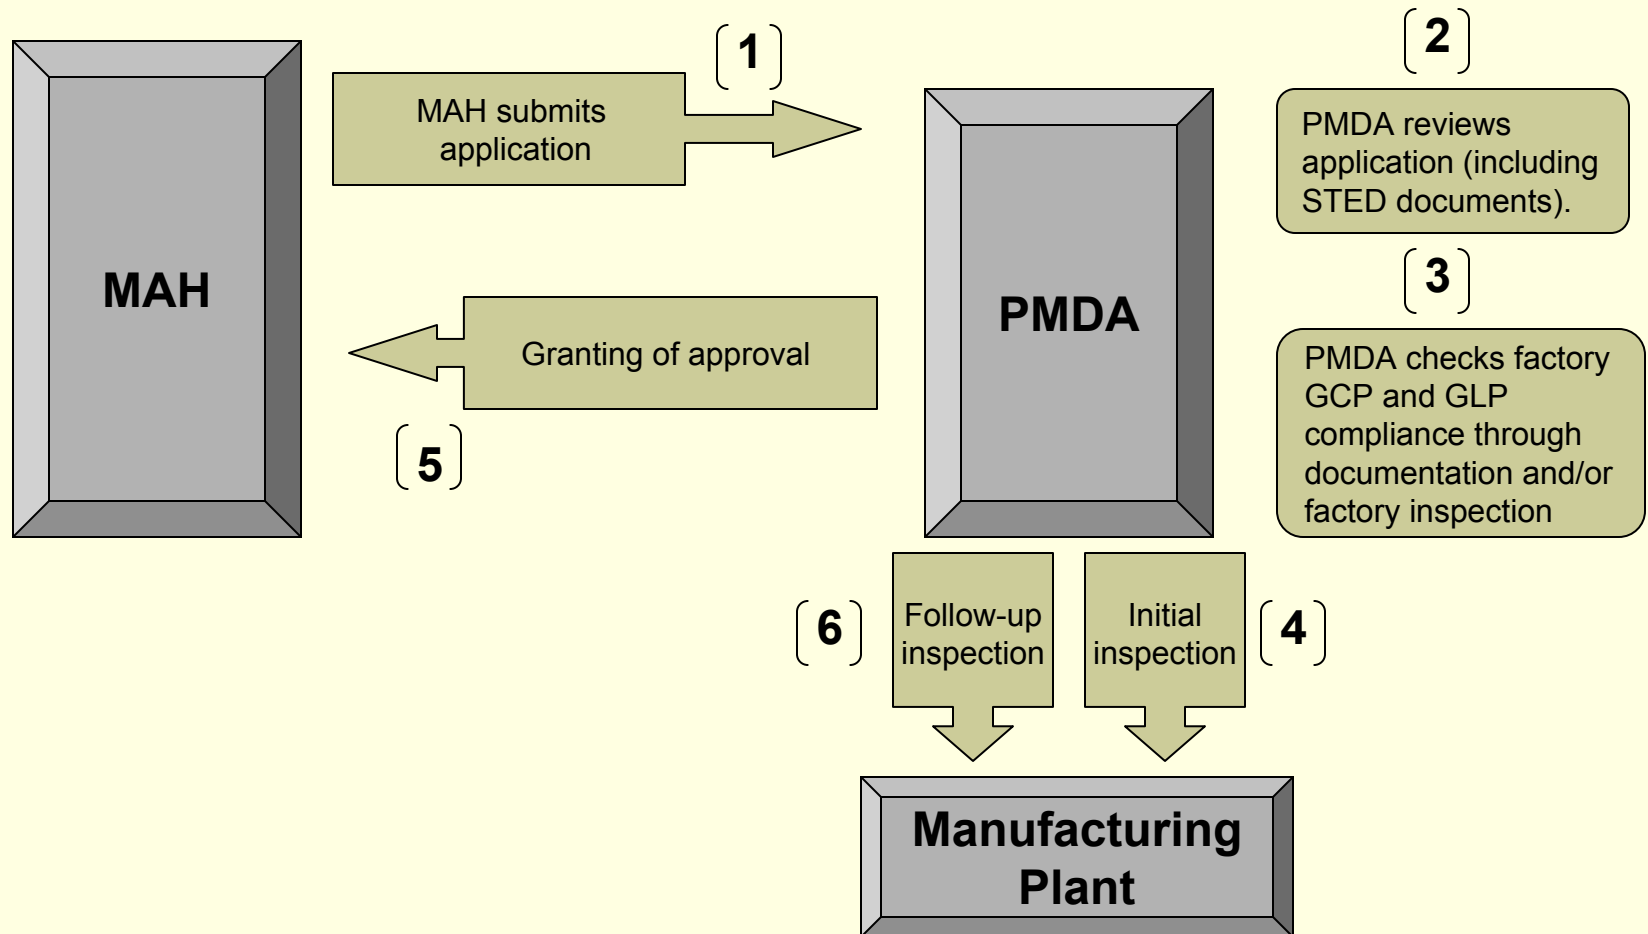 MAH
[1]
MAH submits
application
PMDA
[2]
PMDA reviews
application (including
STED documents).
[3]
PMDA checks factory
GCP and GLP
compliance through
documentation and/or
factory inspection
Granting of approval
[5]
[6]
Follow-up
inspection
Initial
inspection
[4]
Manufacturing
Plant